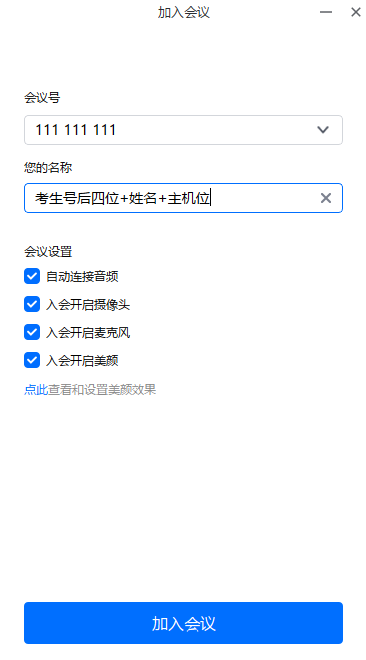 加入会议
会议号
111 111 111
您的名称
考生号后四位+姓名+主机位
会议设置
自动连接音频
入会开启摄像头
入会开启麦克风
入会开启美颜
点此查看和设置美颜效果
加入会议